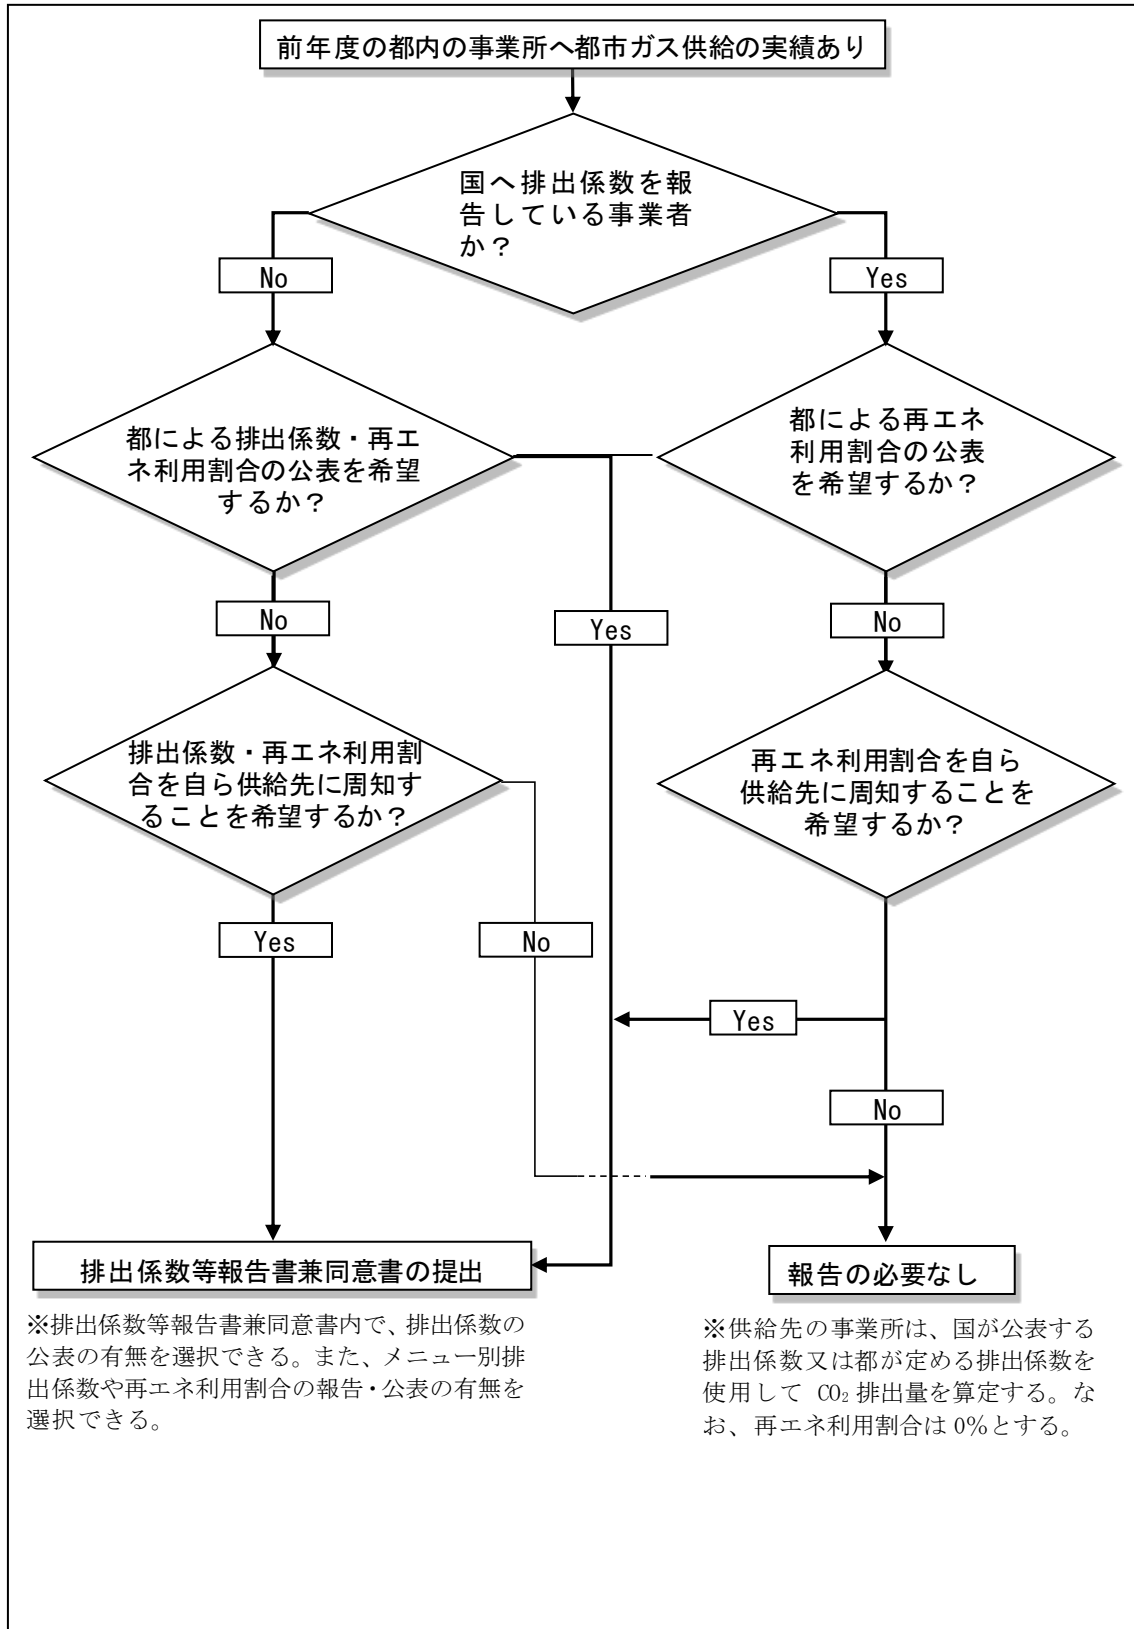 前年度の都内の事業所へ都市ガス供給の実績あり
国へ排出係数を報
告している事業者
か？
No
Yes
都による排出係数・再エ
ネ利用割合の公表を希望
するか？
都による再エネ
利用割合の公表
を希望するか？
No
Yes
No
排出係数・再エネ利用割
合を自ら供給先に周知す
ることを希望するか？
再エネ利用割合を自ら
供給先に周知することを
希望するか？
Yes
No
Yes
No
排出係数等報告書兼同意書の提出
報告の必要なし
※排出係数等報告書兼同意書内で、排出係数の
公表の有無を選択できる。また、メニュー別排
出係数や再エネ利用割合の報告・公表の有無を
選択できる。
※供給先の事業所は、国が公表する
排出係数又は都が定める排出係数を
使用して CO₂ 排出量を算定する。な
お、再エネ利用割合は 0%とする。